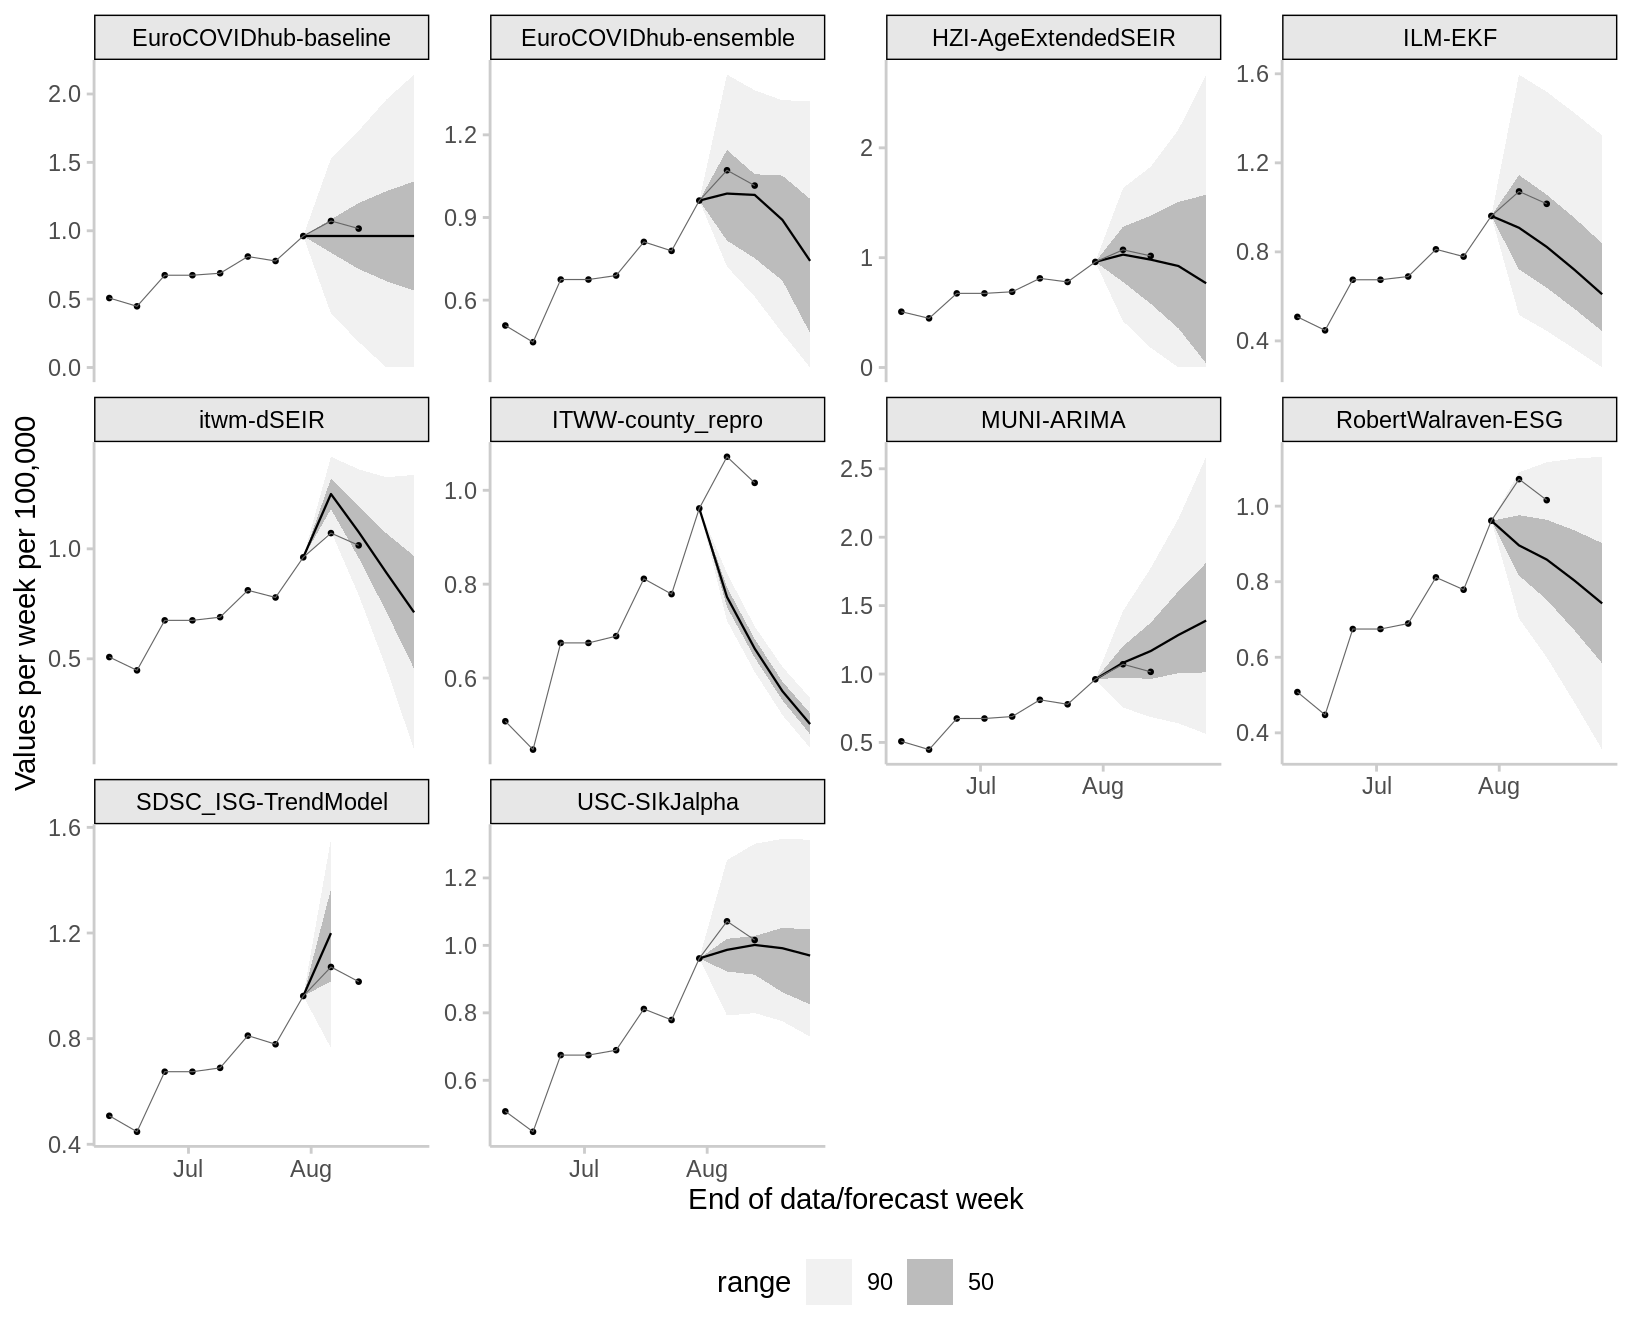 EuroCOVIDhub-baseline
EuroCOVIDhub-ensemble
HZI-AgeExtendedSEIR
ILM-EKF
2.0
1.5
1.0
0.5
0.0
1.2
0.9
0.6
2
1
0
1.6
1.2
0.8
0.4
itwm-dSEIR
ITWW-county_repro
MUNI-ARIMA
RobertWalraven-ESG
1.0
0.5
1.0
0.8
0.6
2.5
2.0
1.5
1.0
0.5
1.0
0.8
0.6
0.4
Jul Aug
Jul Aug
SDSC_ISG-TrendModel
USC-SIkJalpha
1.6
1.2
0.8
0.4
1.2
1.0
0.8
0.6
Jul Aug
Jul Aug
Values per week per 100,000
End of data/forecast week
range 90 50